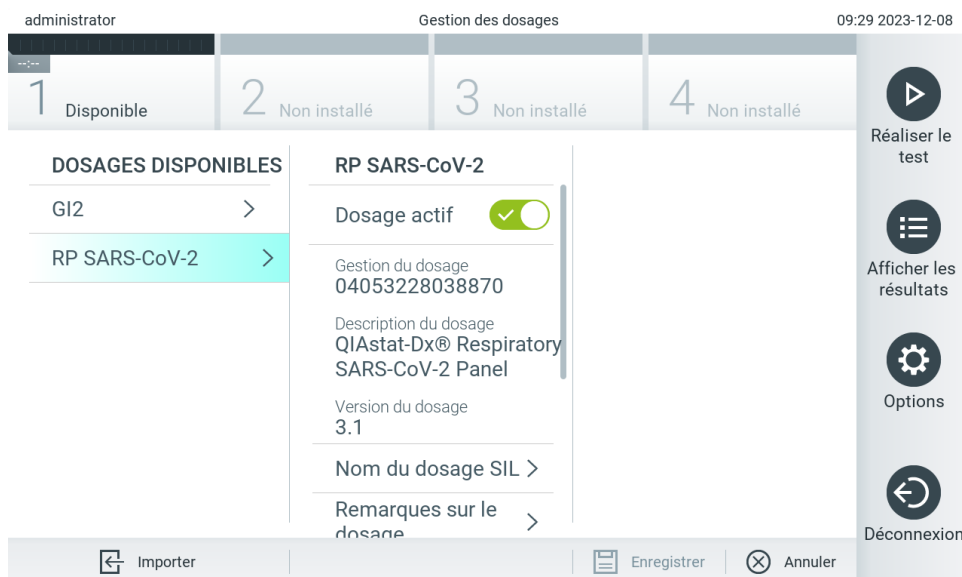 administrator
Gestion des dosages
09:29 2023-12-08
--:--
1 Disponible
2 Non installé
3 Non installé
4 Non installé
DOSAGES DISPONIBLES
GI2
RP SARS-CoV-2
RP SARS-CoV-2
Dosage actif
Gestion du dosage
04053228038870
Description du dosage
QIAstat-Dx® Respiratory
SARS-CoV-2 Panel
Version du dosage
3.1
Nom du dosage SIL
Remarques sur le
dosage
Réaliser le
test
Afficher les
résultats
Options
Déconnexion
Importer
Enregistrer
Annuler